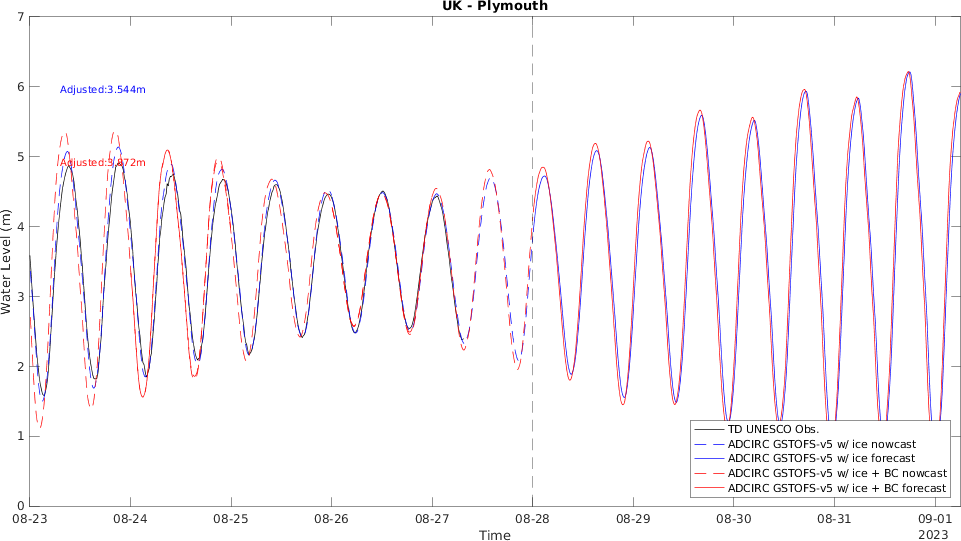 UK - Plymouth
7
6
5
4
3
2
1
0
Water Level (m)
Adjusted:3.544m
08-23
08-24
08-25
08-26
08-27
08-28
08-29
08-30
08-31
09-01
Time
2023
TD UNESCO Obs.
ADCIRC GSTOFS-v5 w/ ice nowcast
ADCIRC GSTOFS-v5 w/ ice forecast
ADCIRC GSTOFS-v5 w/ ice + BC nowcast
ADCIRC GSTOFS-v5 w/ ice + BC forecast